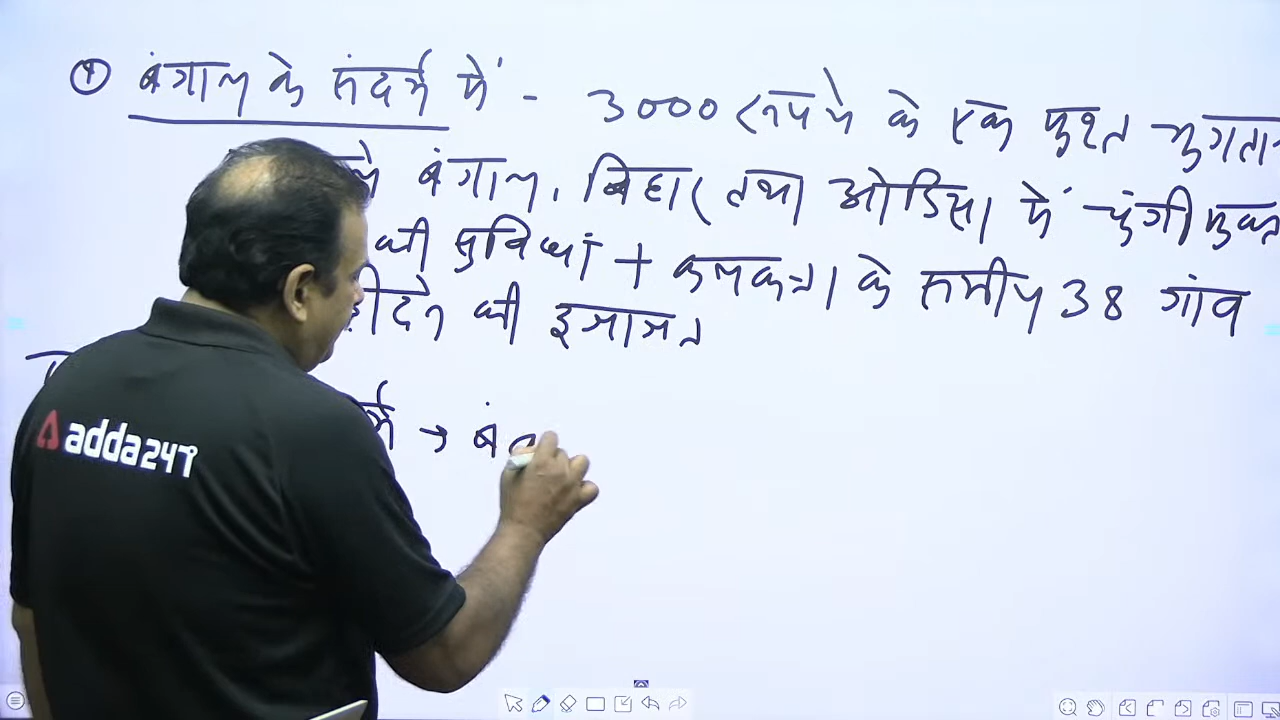 ① बंगाल के संदर्भ में - 3000 रुपये के एक मुश्त भुगतान
बंगाल, बिहार तथा ओडिसा में चुंगी मुक्त
की सुविधा + कलकत्ता के समीप 38 गांव
इजाजत
→ बं
adda247